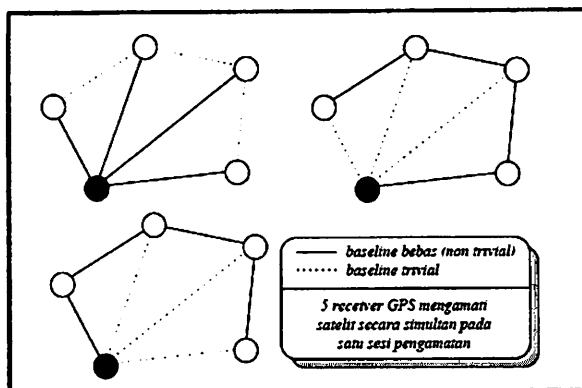 baseline bebas (non trivial)
baseline trivial
5 receiver GPS mengamati
satelit secara simultan pada
satu sesi pengamatan